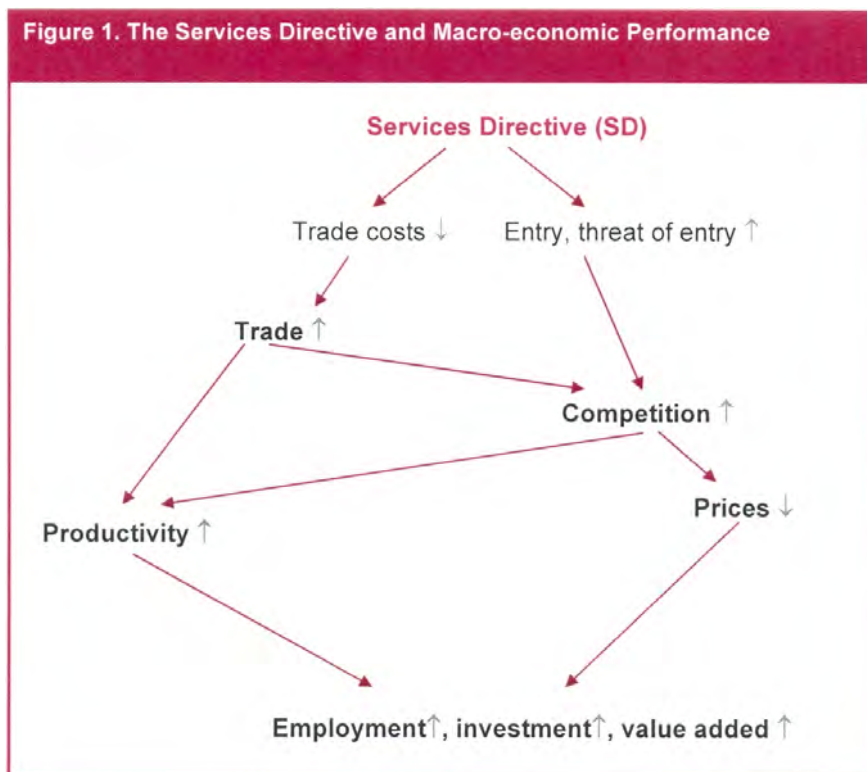 Figure 1. The Services Directive and Macro-economic Performance
Services Directive (SD)
Trade costs ↓ Entry, threat of entry ↑
Trade ↑
Competition ↑
Prices ↓
Productivity ↑
Employment↑, investment↑, value added ↑